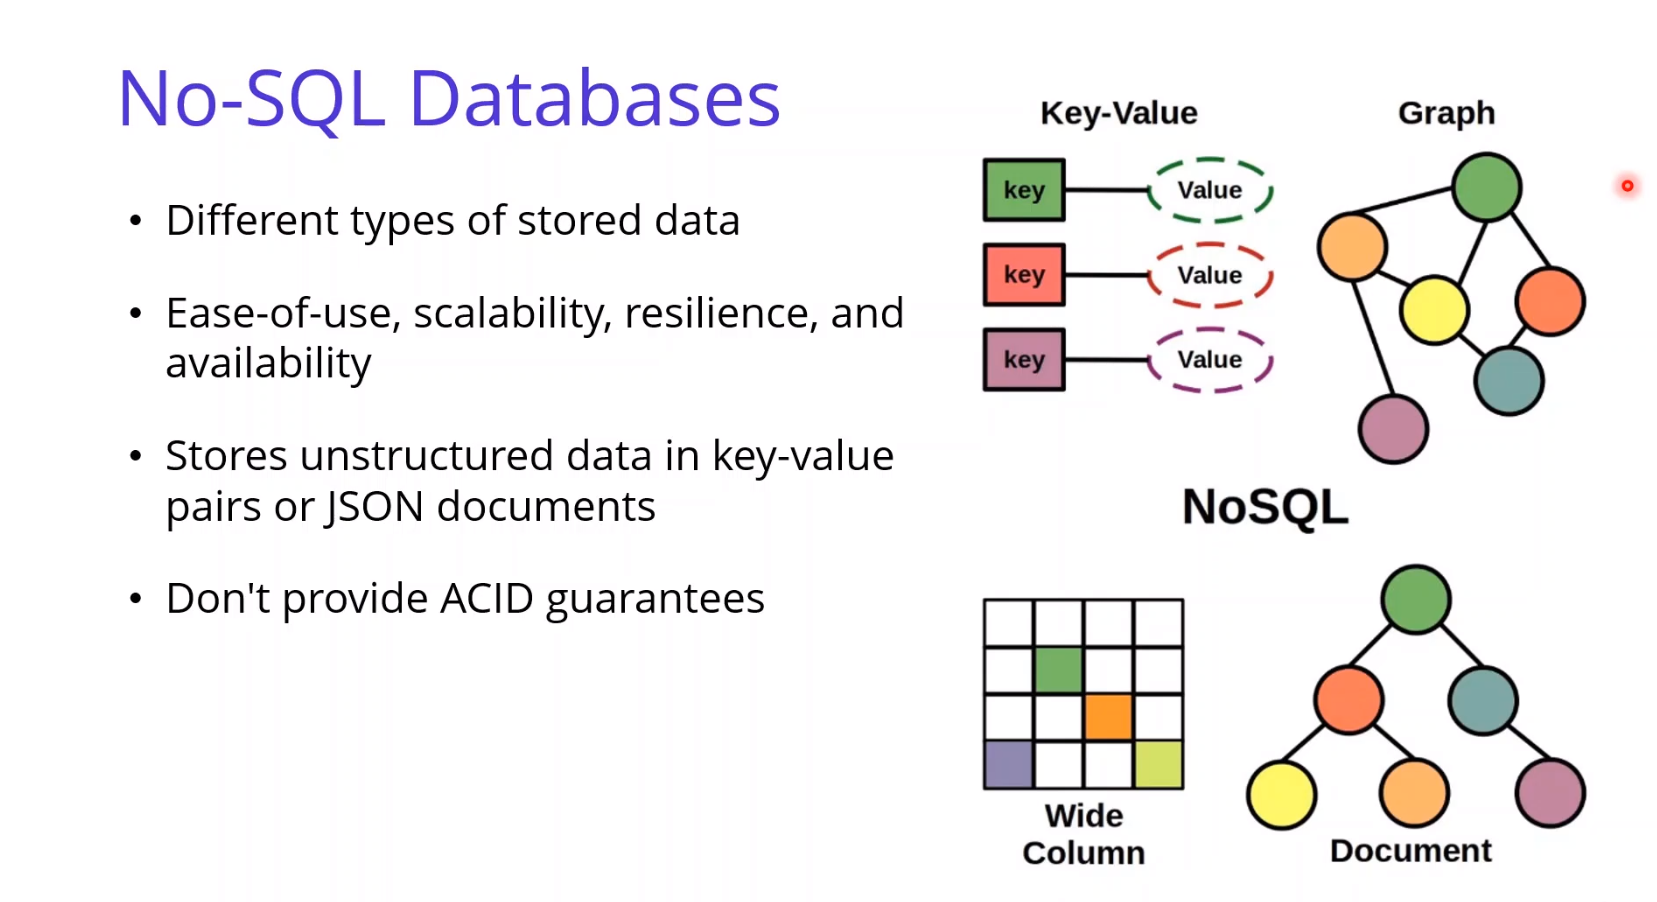 No-SQL Databases
• Different types of stored data
• Ease-of-use, scalability, resilience, and
availability
• Stores unstructured data in key-value
pairs or JSON documents
• Don't provide ACID guarantees
Key-Value
key Value
key Value
key Value
Graph
NoSQL
Wide
Column
Document